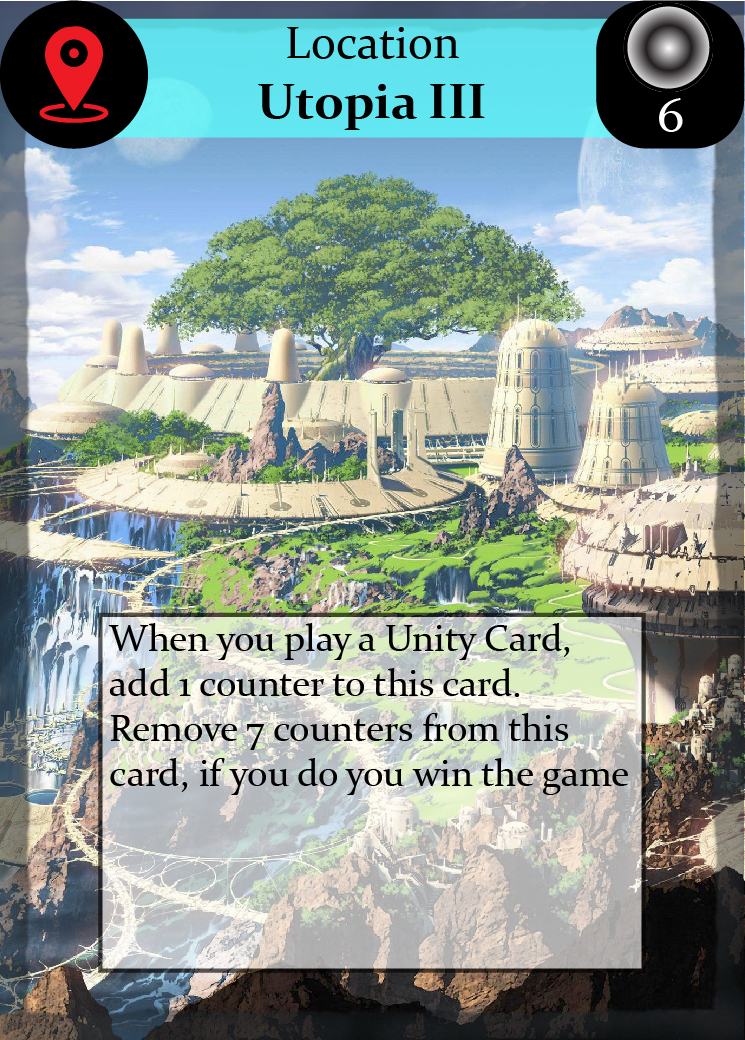 Location
Utopia III
6
When you play a Unity Card,
add 1 counter to this card.
Remove 7 counters from this
card, if you do you win the game